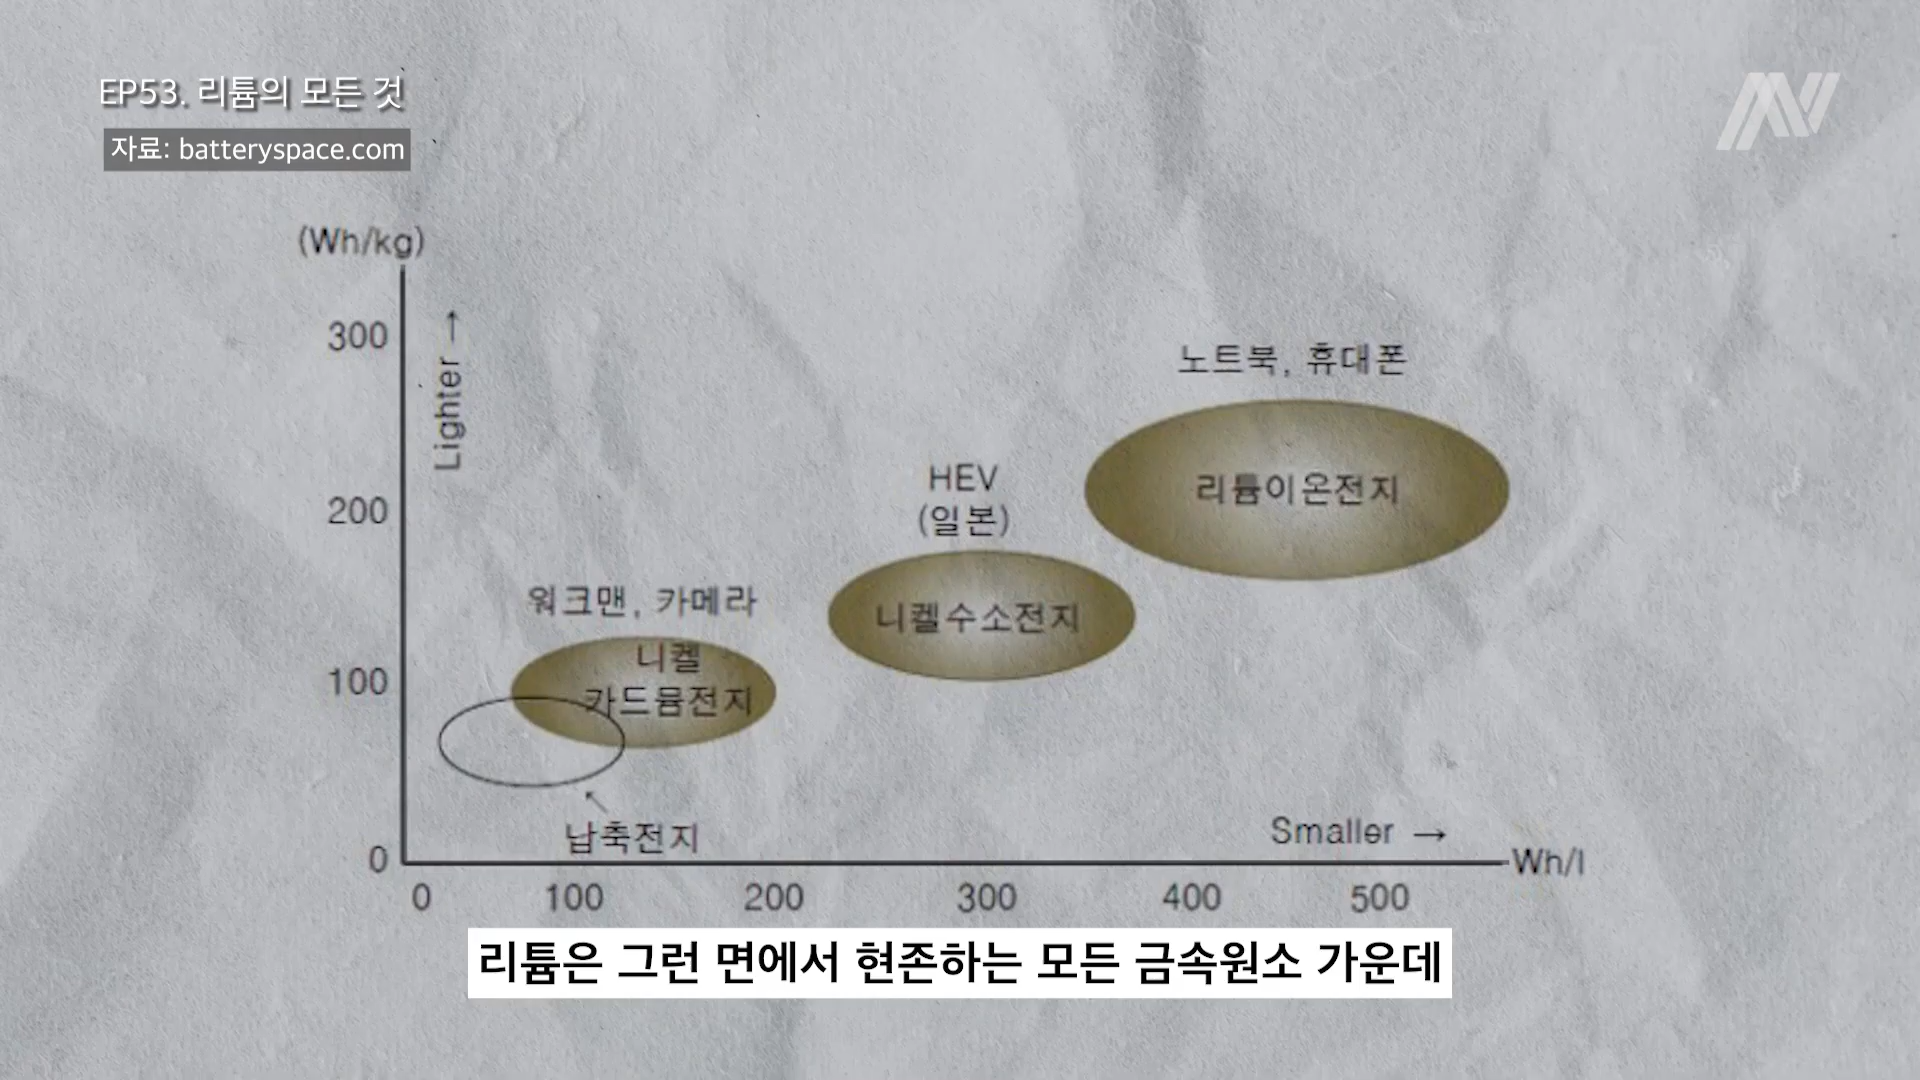 EP53. 리튬의 모든 것
자료: batteryspace.com
(Wh/kg)
300
200
100
0
Lighter →
노트북, 휴대폰
리튬이온전지
HEV
(일본)
니켈수소전지
워크맨, 카메라
니켈
카드뮴전지
납축전지
Smaller →
Wh/l
0 100 200 300 400 500
리튬은 그런 면에서 현존하는 모든 금속원소 가운데